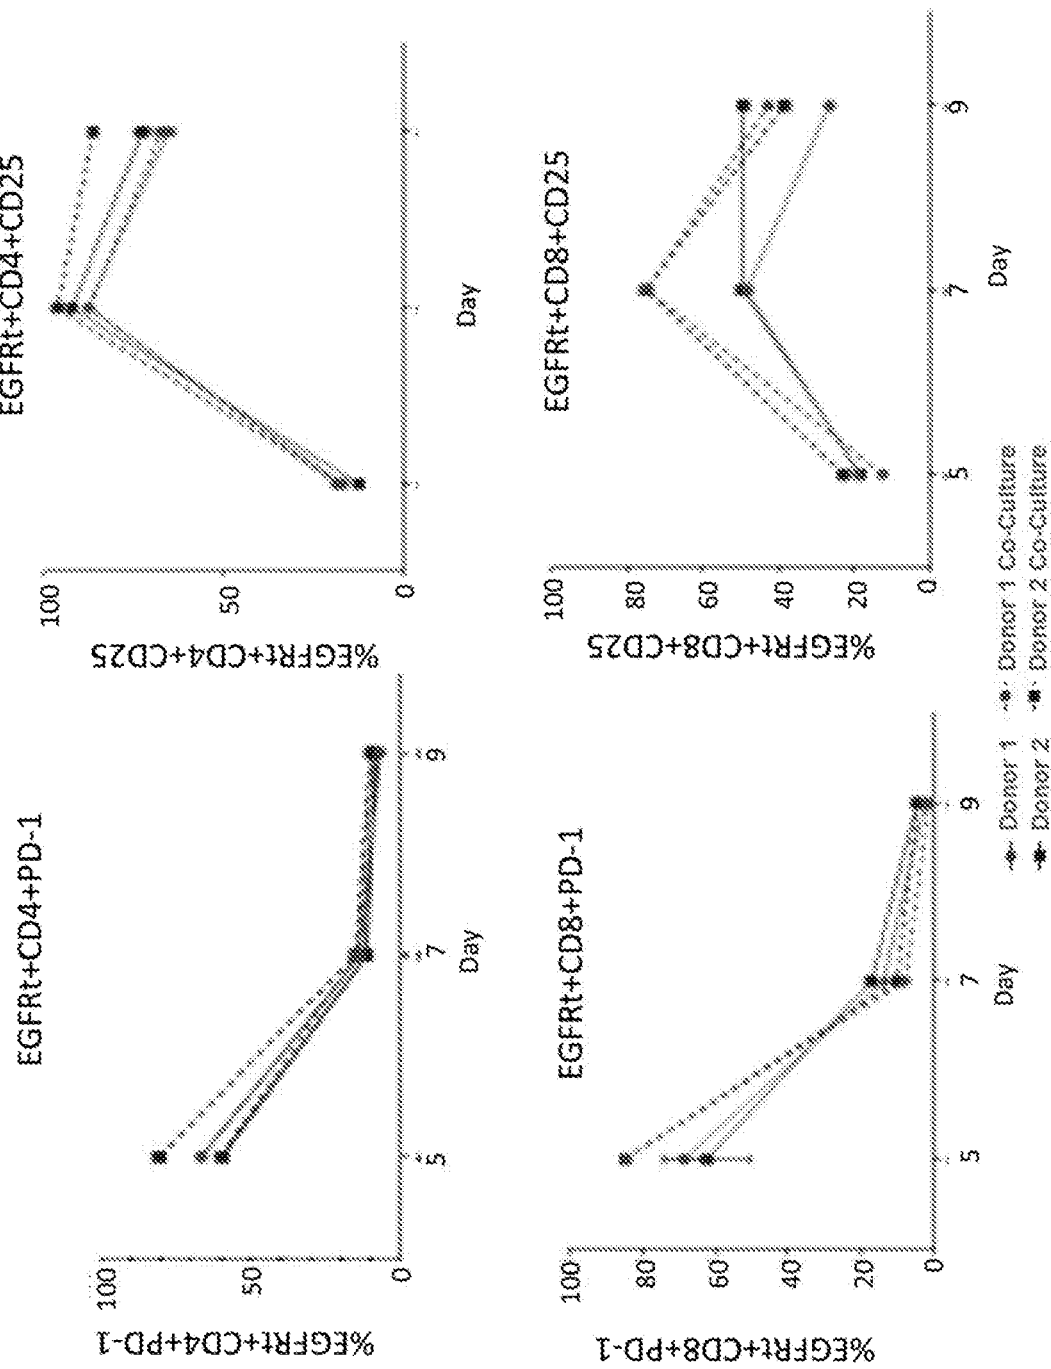 EGFRt+CD4+PD-1
%EGFRt+CD4+PD-1
100
50
0
5
7
9
Day
EGFRt+CD4+CD25
%EGFRt+CD4+CD25
100
50
0
Day
EGFRt+CD8+PD-1
%EGFRt+CD8+PD-1
100
80
60
40
20
0
5
7
9
Day
EGFRt+CD8+CD25
%EGFRt+CD8+CD25
100
80
60
40
20
0
5
7
9
Day
Donor 1
Donor 1 Co-Culture
Donor 2
Donor 2 Co-Culture